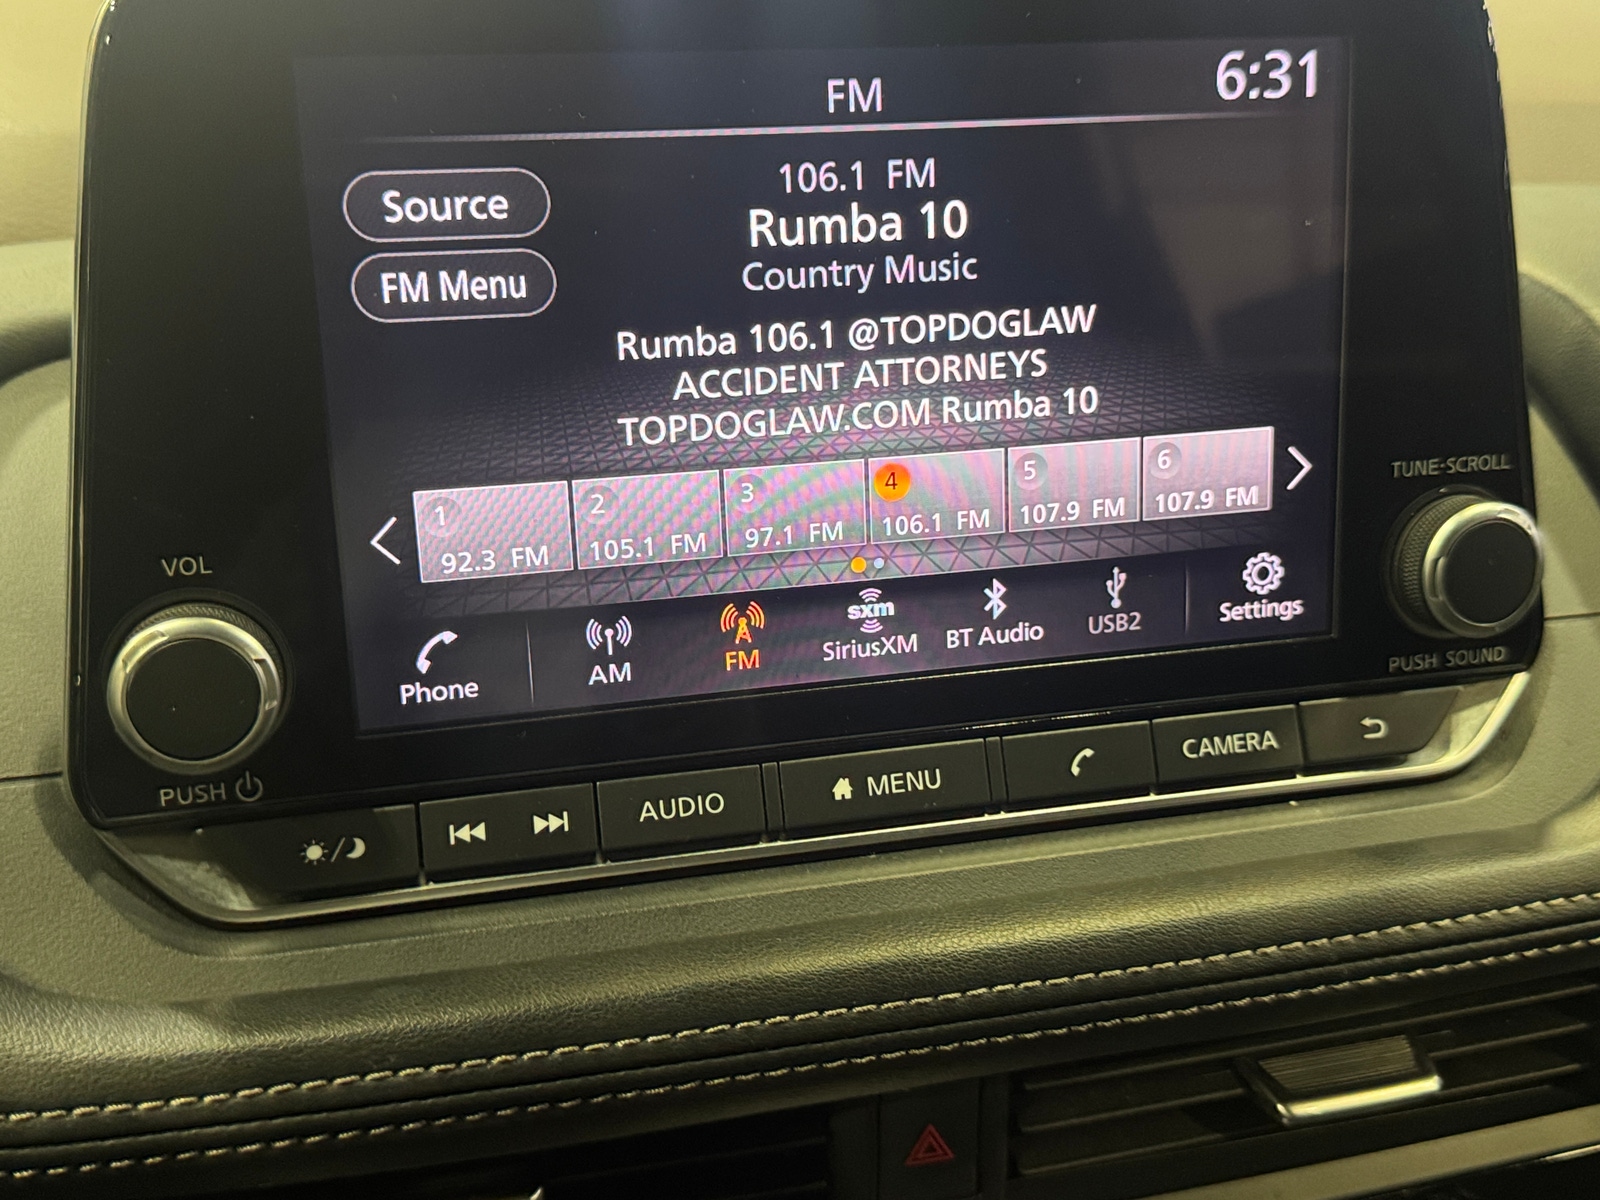 FM
6:31
Source
FM Menu
106.1 FM
Rumba 10
Country Music
Rumba 106.1 @TOPDOGLAW
ACCIDENT ATTORNEYS
TOPDOGLAW.COM Rumba 10
1
92.3 FM
2
105.1 FM
3
97.1 FM
4
106.1 FM
5
107.9 FM
6
107.9 FM
Phone
AM
FM
sxm
SiriusXM
BT Audio
USB2
Settings
VOL
PUSH
TUNE·SCROLL
PUSH SOUND
AUDIO
MENU
CAMERA